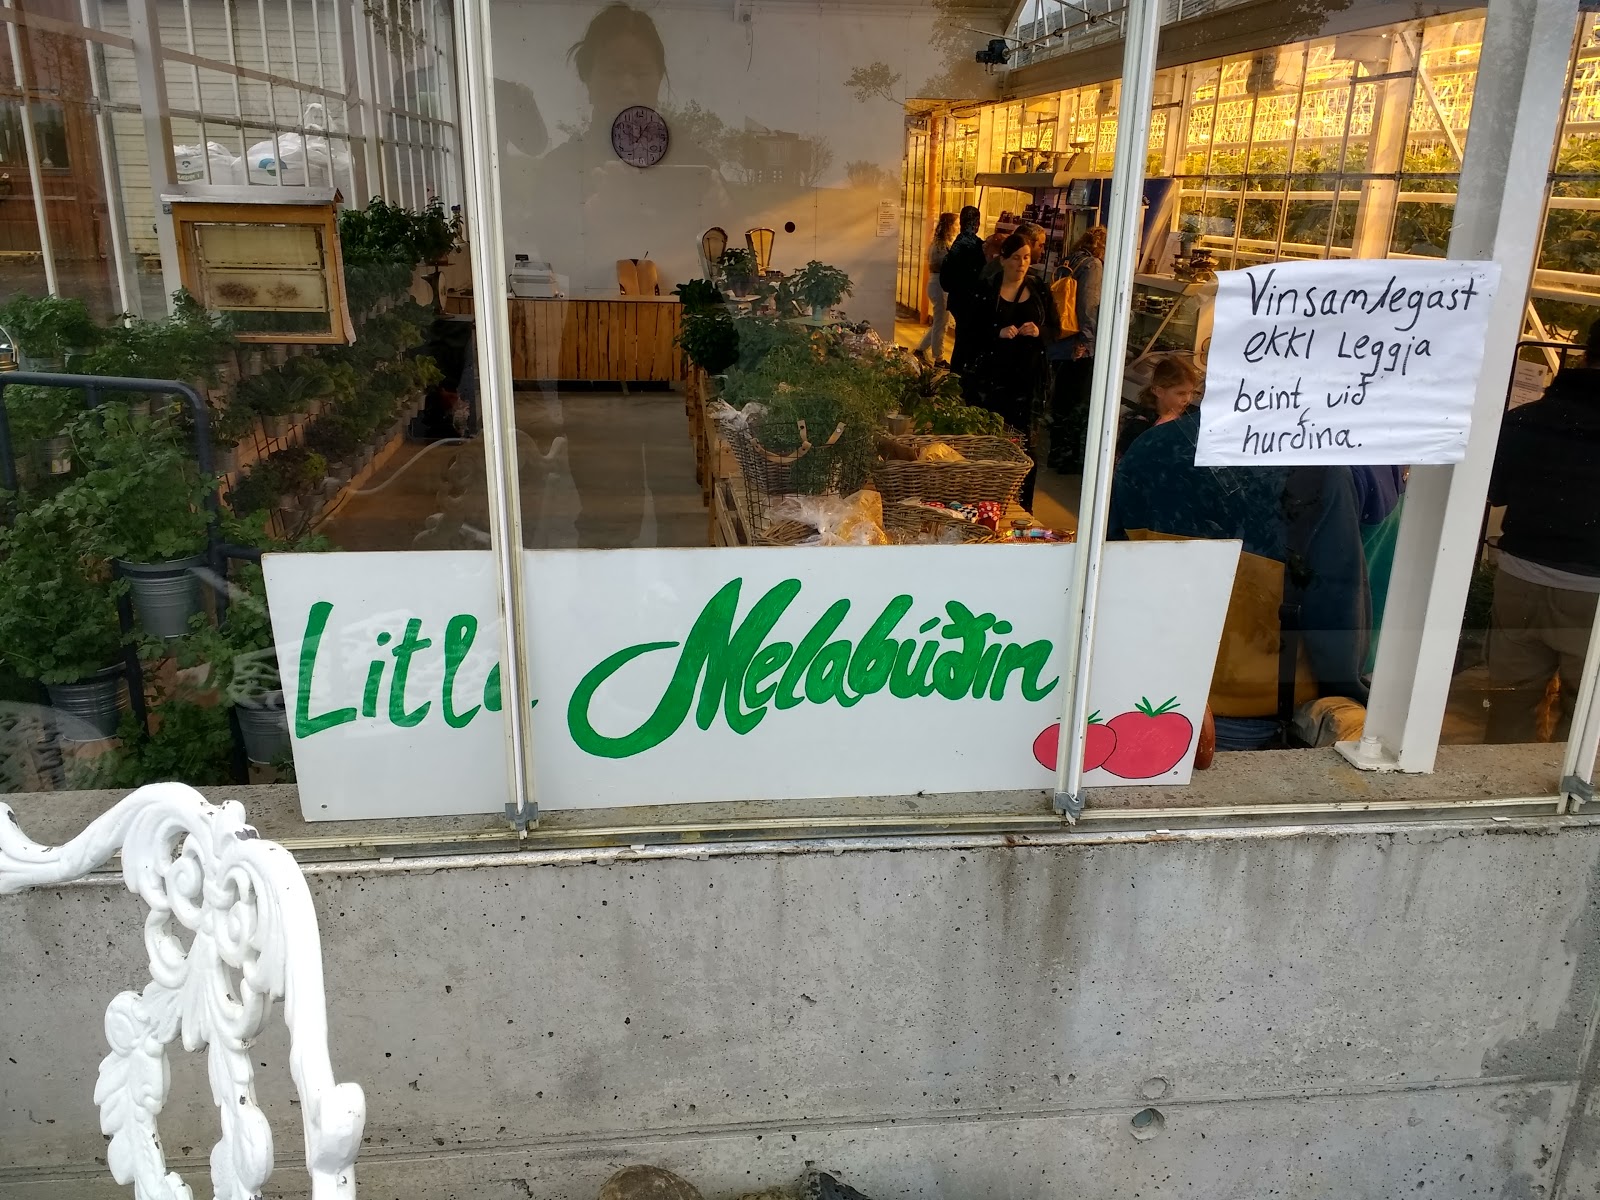 Vinsamlegast
ekki Leggja
beint við
hurðina.
Litla Melabúðin